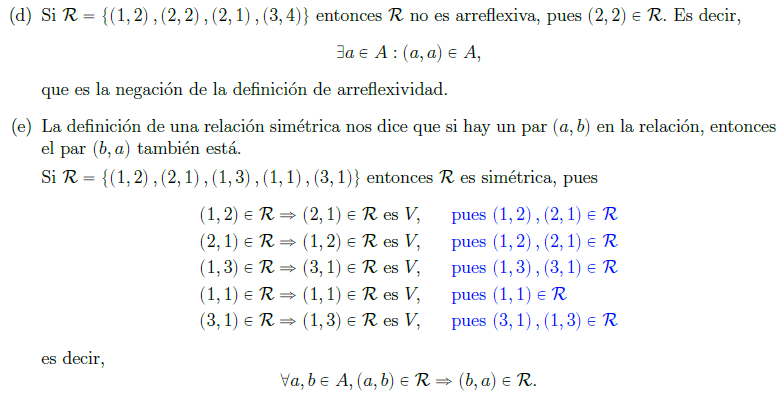 (d) Si ℛ = {(1, 2) , (2, 2) , (2, 1) , (3, 4)} entonces ℛ no es arreflexiva, pues (2, 2) ∈ ℛ. Es decir,
∃a ∈ A : (a, a) ∈ A,
que es la negación de la definición de arreflexividad.
(e) La definición de una relación simétrica nos dice que si hay un par (a, b) en la relación, entonces
el par (b, a) también está.
Si ℛ = {(1, 2) , (2, 1) , (1, 3) , (1, 1) , (3, 1)} entonces ℛ es simétrica, pues
(1, 2) ∈ ℛ ⇒ (2, 1) ∈ ℛ es V, pues (1, 2) , (2, 1) ∈ ℛ
(2, 1) ∈ ℛ ⇒ (1, 2) ∈ ℛ es V, pues (1, 2) , (2, 1) ∈ ℛ
(1, 3) ∈ ℛ ⇒ (3, 1) ∈ ℛ es V, pues (1, 3) , (3, 1) ∈ ℛ
(1, 1) ∈ ℛ ⇒ (1, 1) ∈ ℛ es V, pues (1, 1) ∈ ℛ
(3, 1) ∈ ℛ ⇒ (1, 3) ∈ ℛ es V, pues (3, 1) , (1, 3) ∈ ℛ
es decir,
∀a, b ∈ A, (a, b) ∈ ℛ ⇒ (b, a) ∈ ℛ.